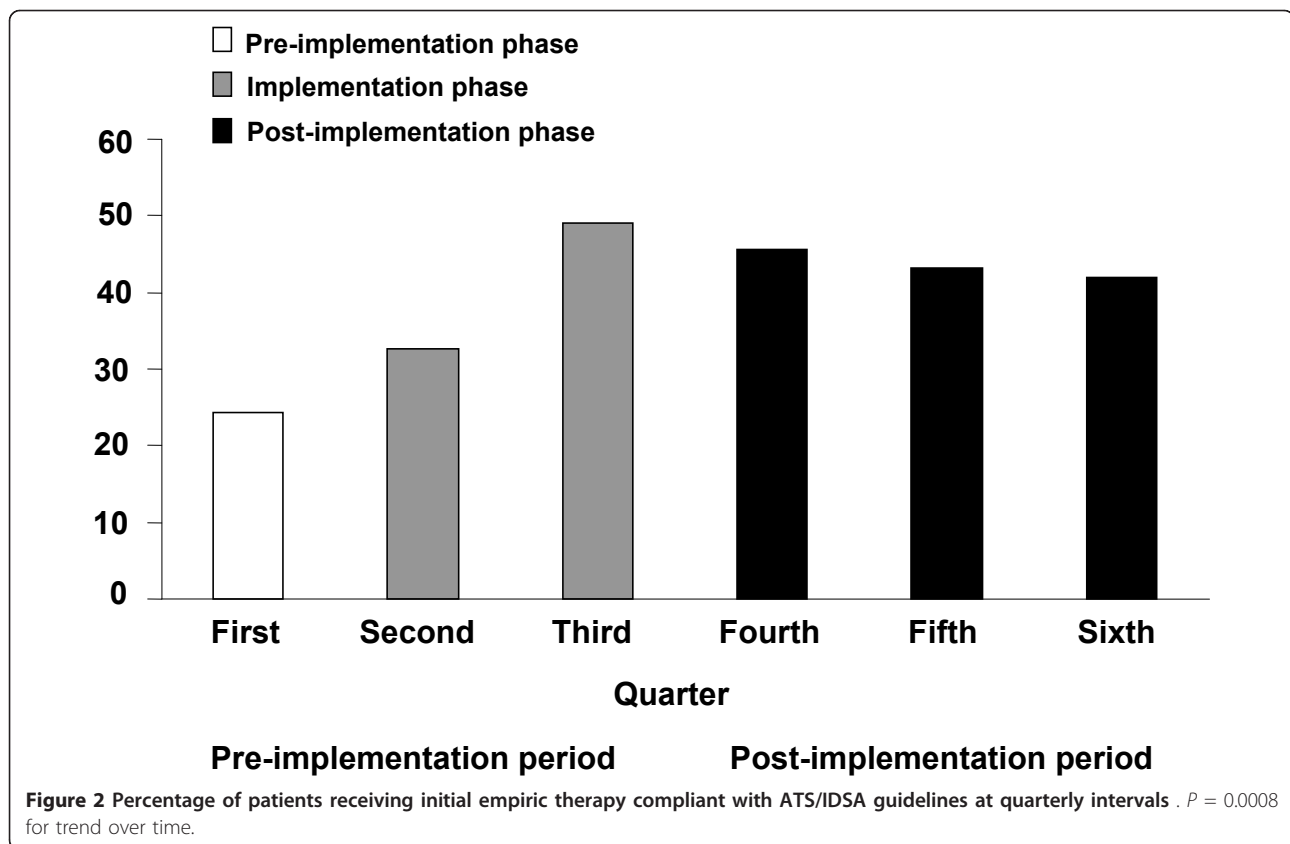 Pre-implementation phase
Implementation phase
Post-implementation phase
60
50
40
30
20
10
0
First Second Third Fourth Fifth Sixth
Quarter
Pre-implementation period Post-implementation period
Figure 2 Percentage of patients receiving initial empiric therapy compliant with ATS/IDSA guidelines at quarterly intervals . P = 0.0008
for trend over time.